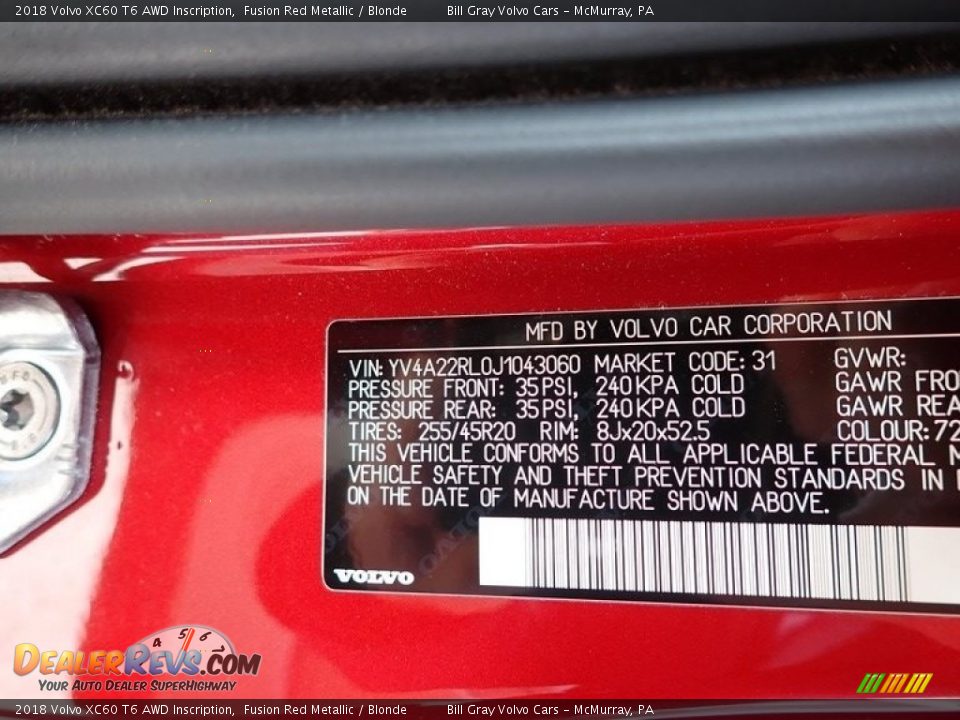 2018 Volvo XC60 T6 AWD Inscription, Fusion Red Metallic / Blonde Bill Gray Volvo Cars - McMurray, PA
MFD BY VOLVO CAR CORPORATION
VIN: YV4A22RL0J1043060 MARKET CODE: 31 GVWR:
PRESSURE FRONT: 35 PSI, 240 KPA COLD GAWR FRO
PRESSURE REAR: 35 PSI, 240 KPA COLD GAWR REA
TIRES: 255/45R20 RIM: 8Jx20x52.5 COLOUR: 72
THIS VEHICLE CONFORMS TO ALL APPLICABLE FEDERAL M
VEHICLE SAFETY AND THEFT PREVENTION STANDARDS IN
ON THE DATE OF MANUFACTURE SHOWN ABOVE.
VOLVO
4 5 6
DealerRevs.com
Your Auto Dealer SuperHighway
2018 Volvo XC60 T6 AWD Inscription, Fusion Red Metallic / Blonde Bill Gray Volvo Cars - McMurray, PA